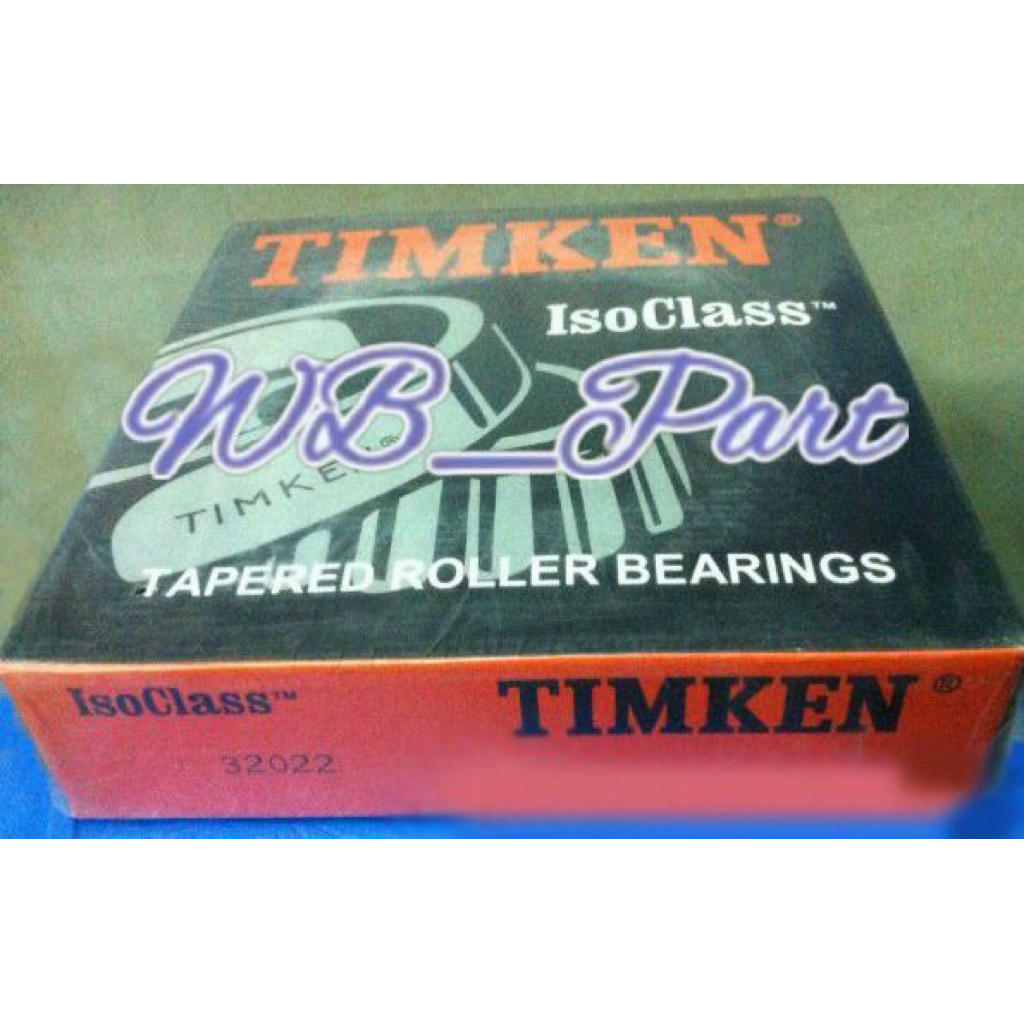 TIMKEN®
IsoClass™
WB_Part
TIMKEN®
TAPERED ROLLER BEARINGS
IsoClass™ TIMKEN®
32022